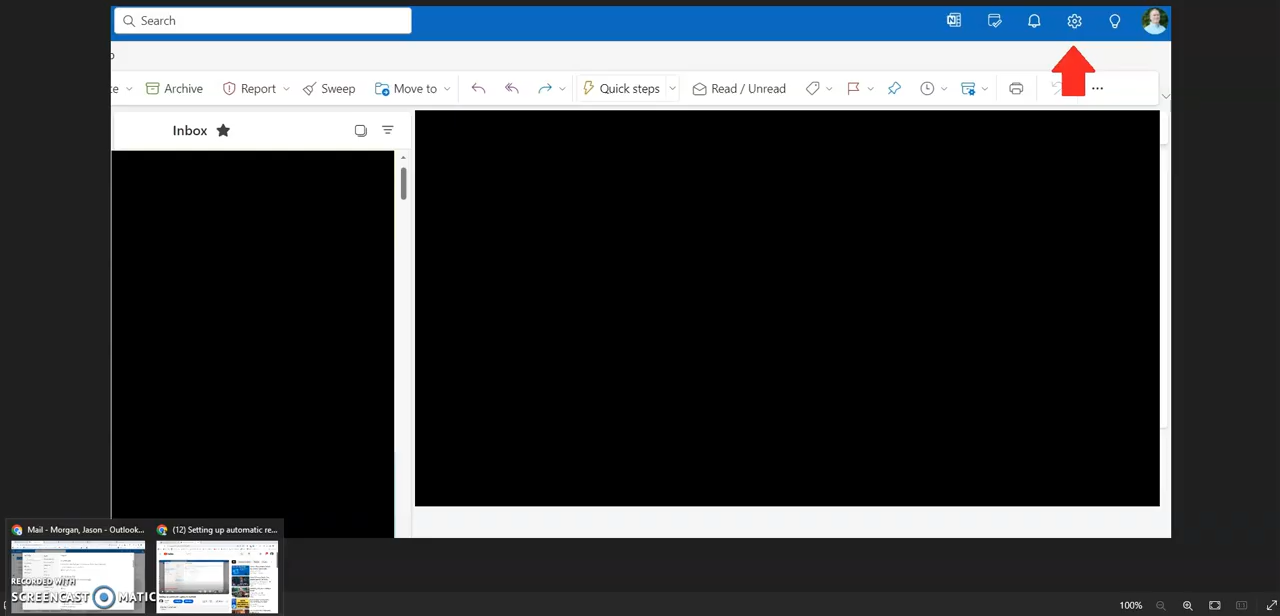 Search
Archive
Report
Sweep
Move to
Quick steps
Read / Unread
Inbox
Mail - Morgan, Jason - Outlook...
(12) Setting up automatic re...
RECORDED WITH
SCREENCAST MATIC
100%